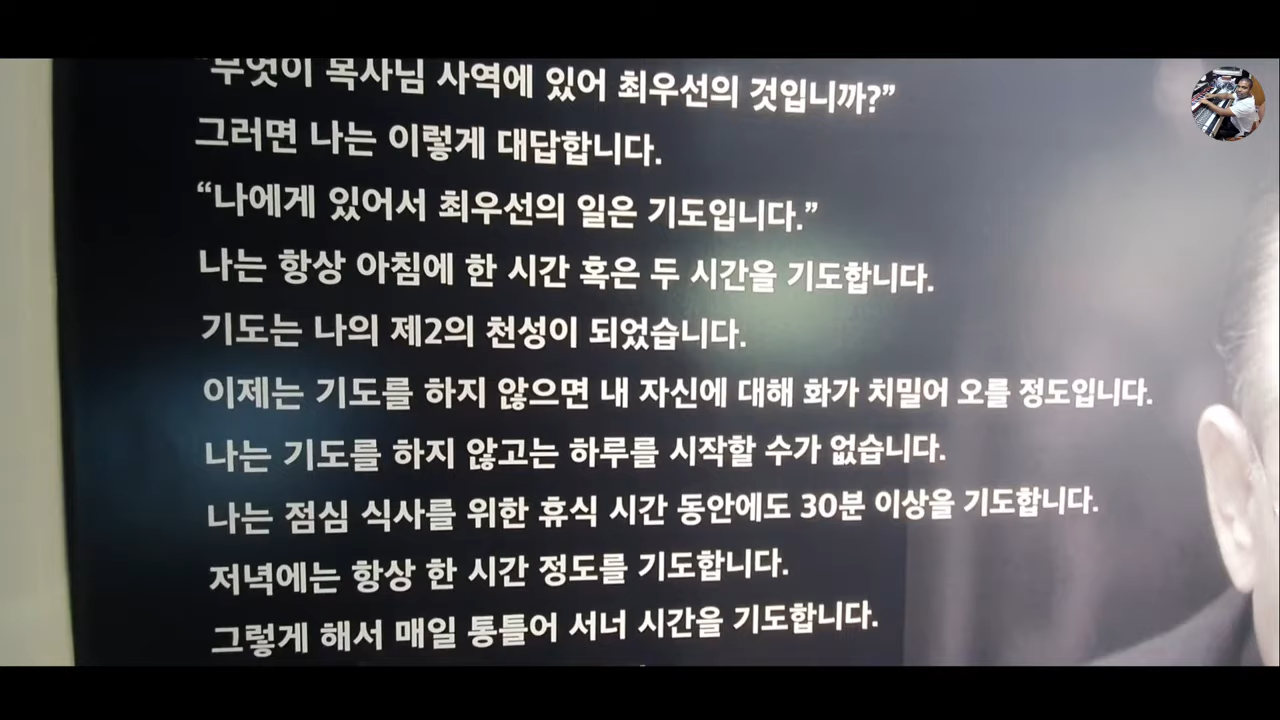 “무엇이 목사님 사역에 있어 최우선의 것입니까?”
그러면 나는 이렇게 대답합니다.
“나에게 있어서 최우선의 일은 기도입니다.”
나는 항상 아침에 한 시간 혹은 두 시간을 기도합니다.
기도는 나의 제2의 천성이 되었습니다.
이제는 기도를 하지 않으면 내 자신에 대해 화가 치밀어 오를 정도입니다.
나는 기도를 하지 않고는 하루를 시작할 수가 없습니다.
나는 점심 식사를 위한 휴식 시간 동안에도 30분 이상을 기도합니다.
저녁에는 항상 한 시간 정도를 기도합니다.
그렇게 해서 매일 통틀어 서너 시간을 기도합니다.